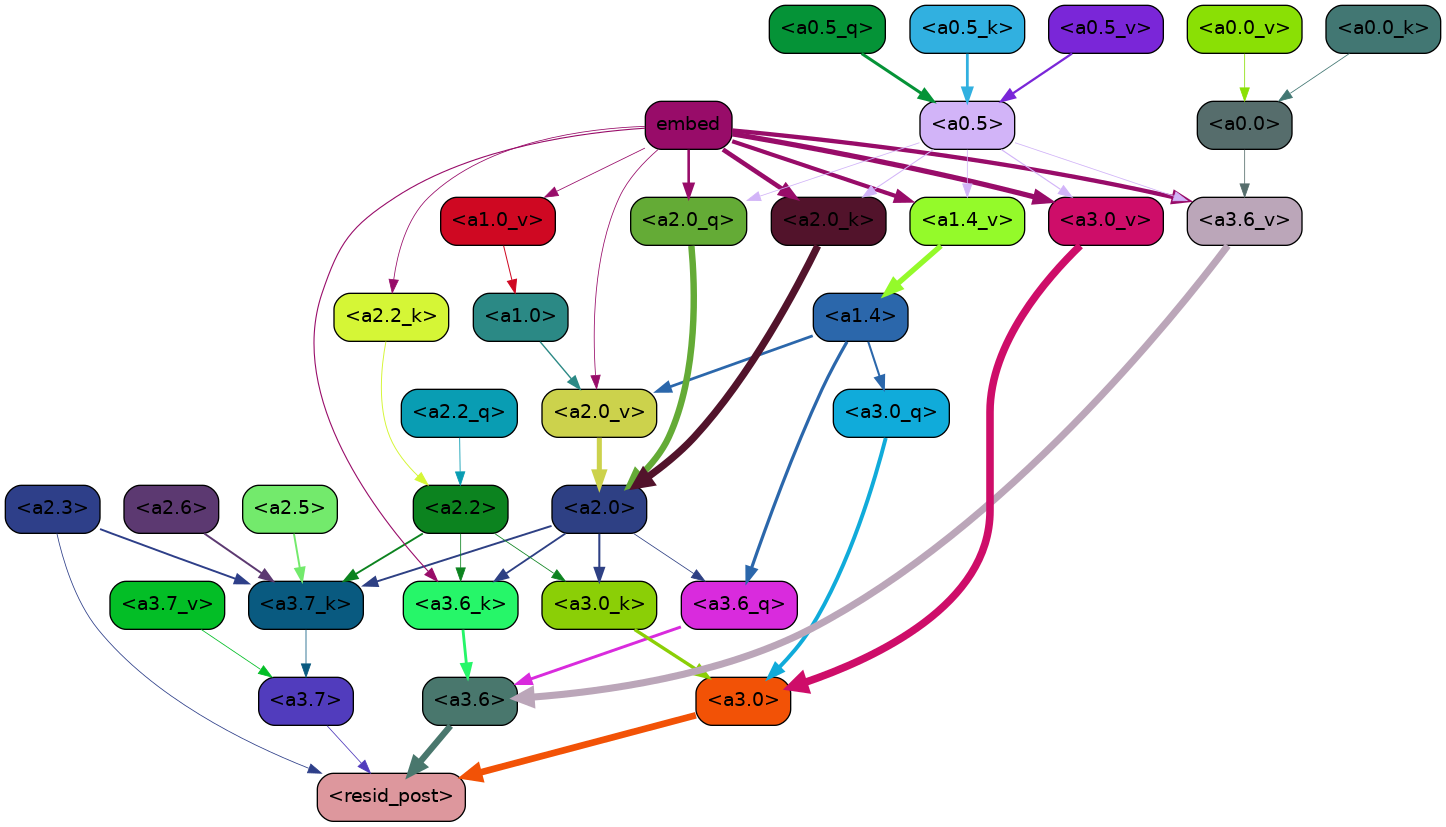 <a0.5_q> <a0.5_k> <a0.5_v> <a0.0_v> <a0.0_k>
embed <a0.5> <a0.0>
<a1.0_v> <a2.0_q> <a2.0_k> <a1.4_v> <a3.0_v> <a3.6_v>
<a2.2_k> <a1.0> <a1.4>
<a2.2_q> <a2.0_v> <a3.0_q>
<a2.3> <a2.6> <a2.5> <a2.2> <a2.0>
<a3.7_v> <a3.7_k> <a3.6_k> <a3.0_k> <a3.6_q>
<a3.7> <a3.6> <a3.0>
<resid_post>